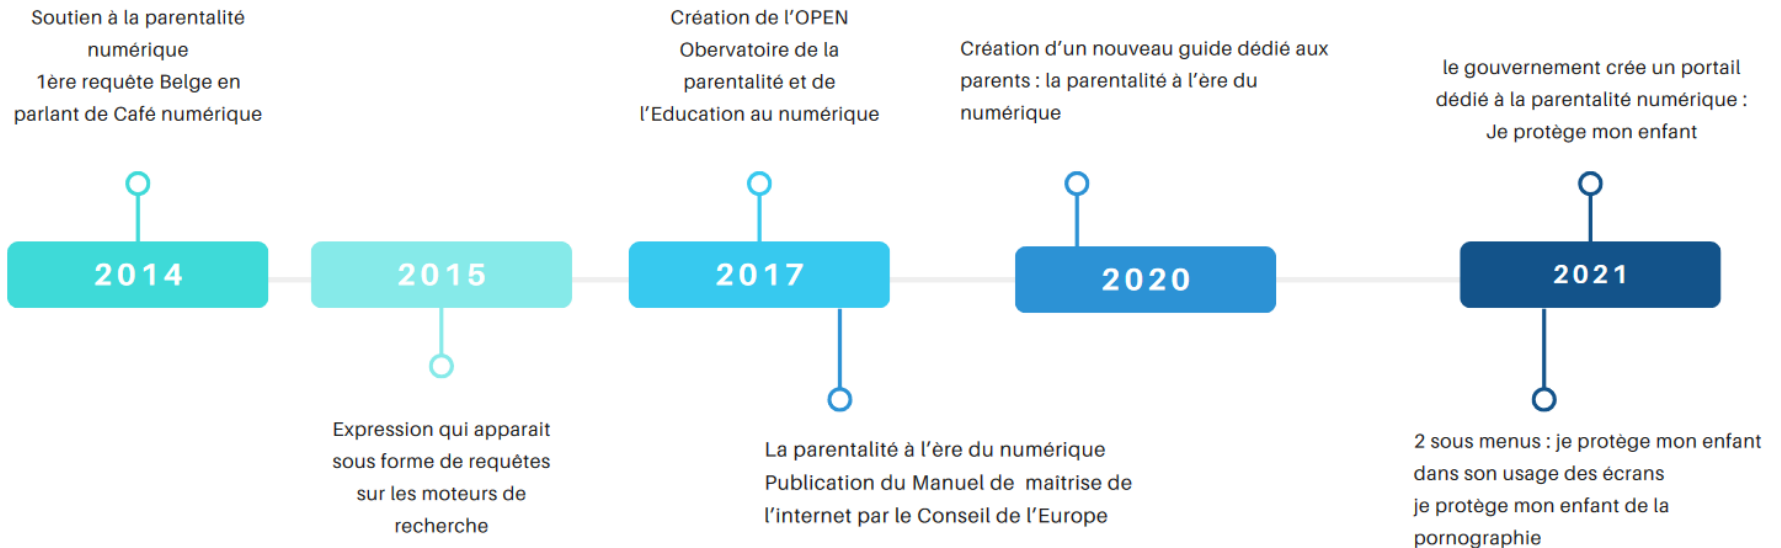 Soutien à la parentalité
numérique
1ère requête Belge en
parlant de Café numérique
Création de l'OPEN
Obervatoire de la
parentalité et de
l'Education au numérique
Création d'un nouveau guide dédié aux
parents : la parentalité à l'ère du
numérique
le gouvernement crée un portail
dédié à la parentalité numérique :
Je protège mon enfant
2014
2015
2017
2020
2021
Expression qui apparait
sous forme de requêtes
sur les moteurs de
recherche
La parentalité à l'ère du numérique
Publication du Manuel de maitrise de
l'internet par le Conseil de l'Europe
2 sous menus : je protège mon enfant
dans son usage des écrans
je protège mon enfant de la
pornographie